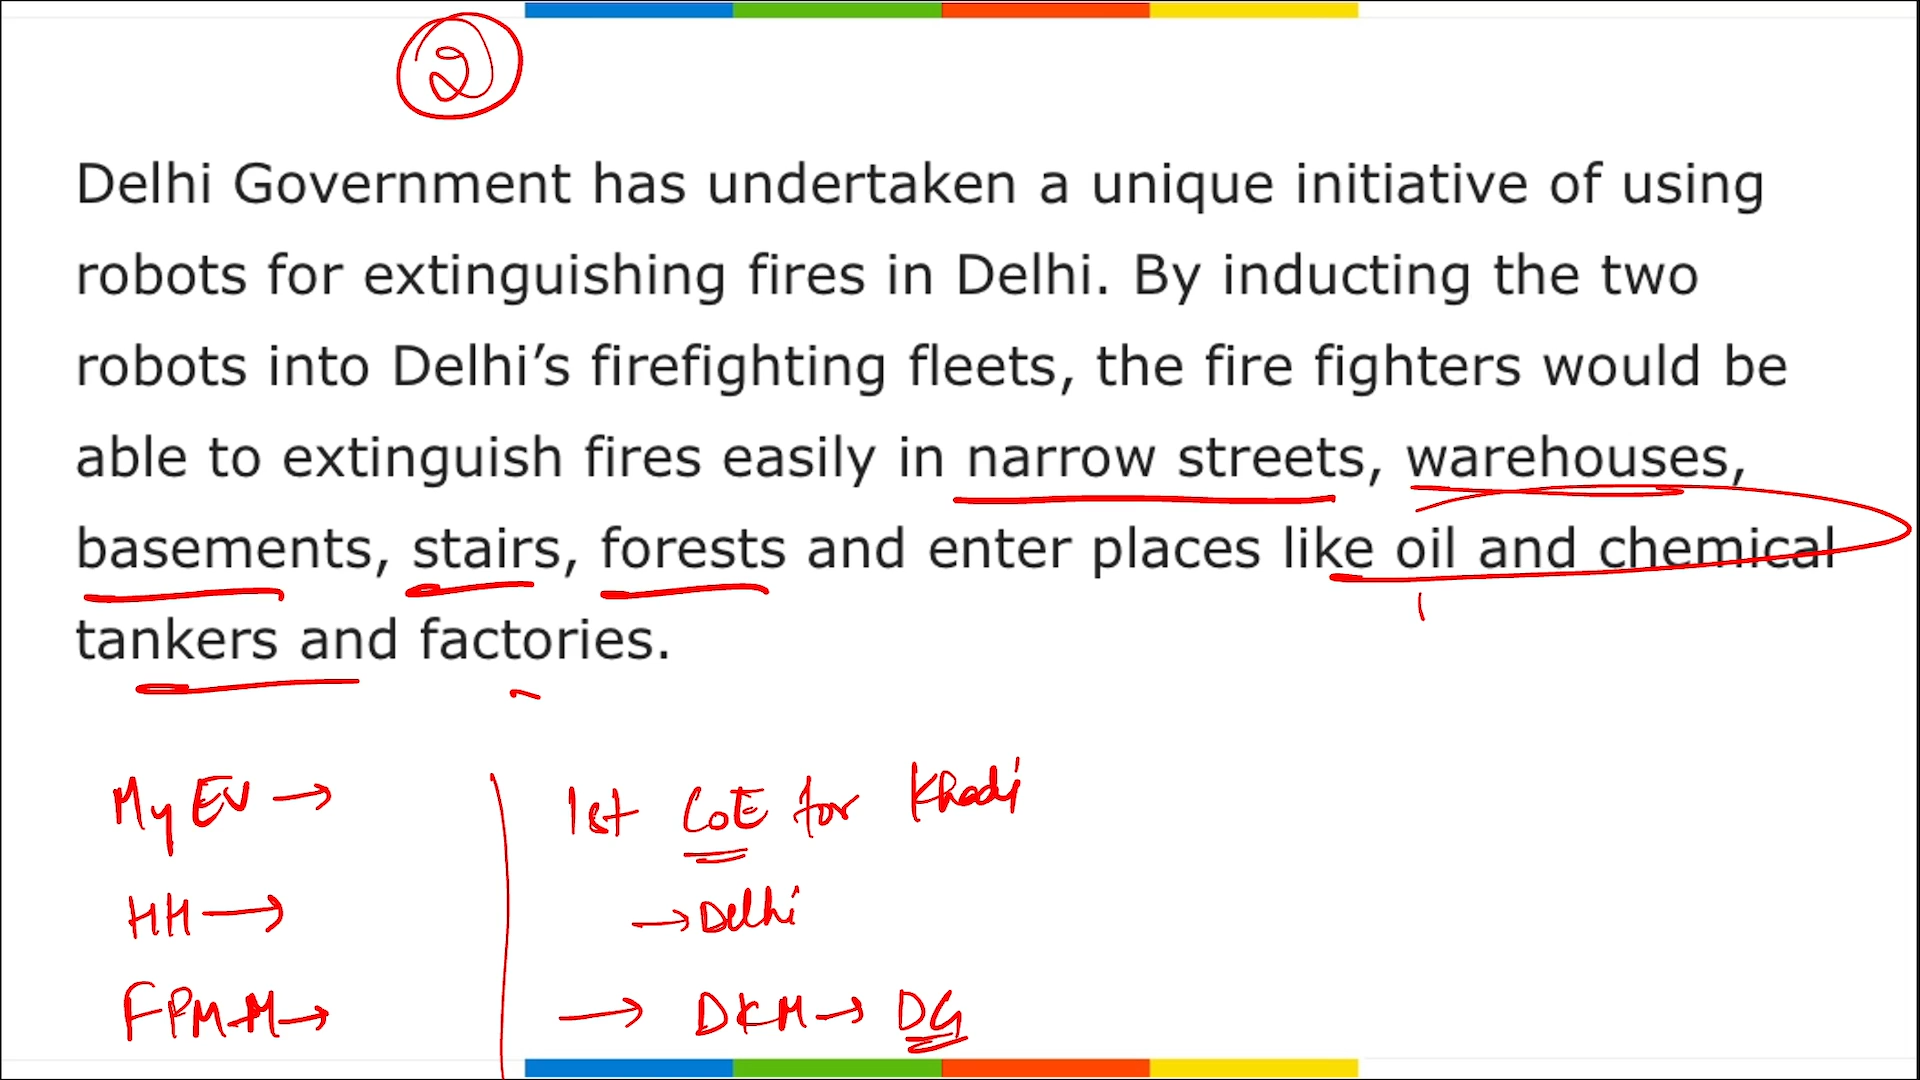 2
Delhi Government has undertaken a unique initiative of using
robots for extinguishing fires in Delhi. By inducting the two
robots into Delhi’s firefighting fleets, the fire fighters would be
able to extinguish fires easily in narrow streets, warehouses,
basements, stairs, forests and enter places like oil and chemical
tankers and factories.
My EV →
HH →
FPMM →
1st CoE for Khadi
→ Delhi
→ DKM → DG